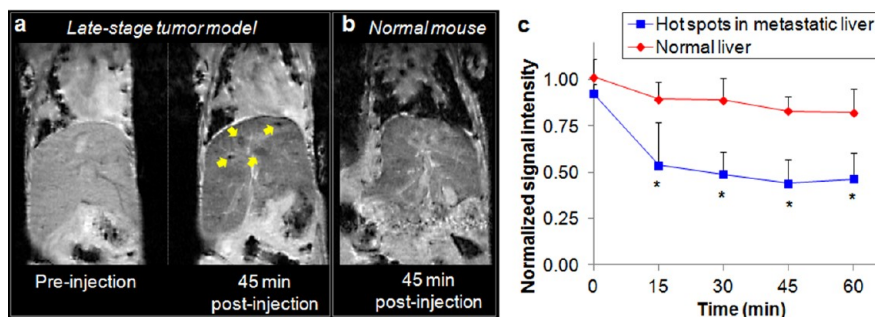 a
Late-stage tumor model
b
Normal mouse
Pre-injection
45 min
post-injection
45 min
post-injection
c
Hot spots in metastatic liver
Normal liver
Normalized signal intensity
1.00
0.75
0.50
0.25
0.00
*
*
*
*
0
15
30
45
60
Time (min)